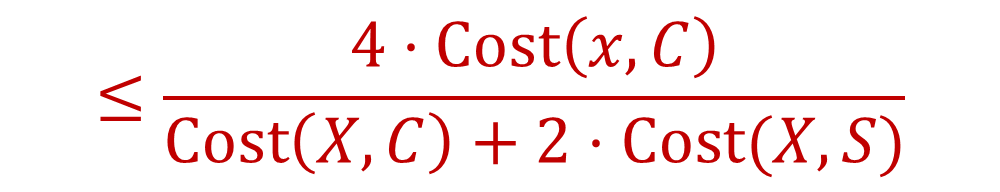 ≤ 4 · Cost(x, C) / Cost(X, C) + 2 · Cost(X, S)